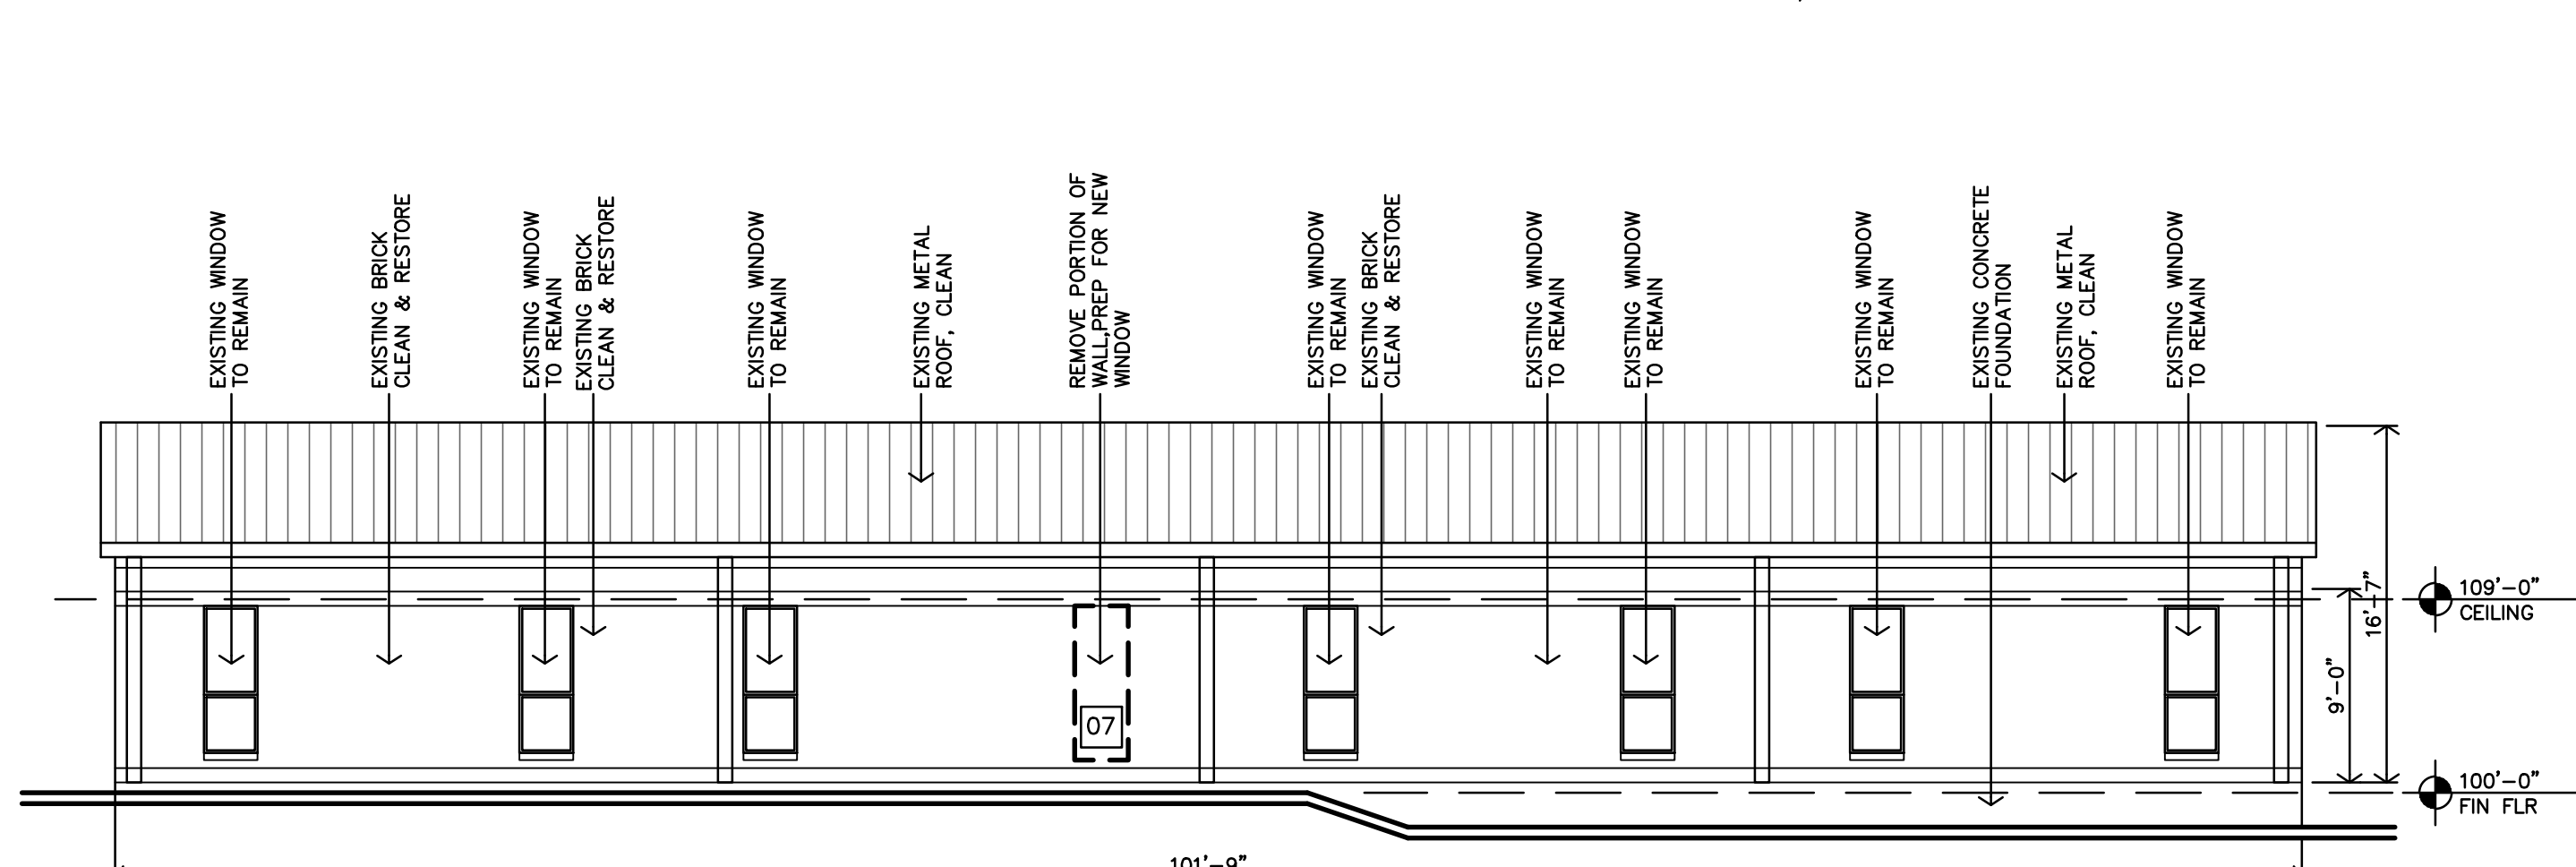 EXISTING WINDOW
TO REMAIN
EXISTING BRICK
CLEAN & RESTORE
EXISTING WINDOW
TO REMAIN
EXISTING BRICK
CLEAN & RESTORE
EXISTING WINDOW
TO REMAIN
EXISTING METAL
ROOF, CLEAN
REMOVE PORTION OF
WALL,PREP FOR NEW
WINDOW
EXISTING WINDOW
TO REMAIN
EXISTING BRICK
CLEAN & RESTORE
EXISTING WINDOW
TO REMAIN
EXISTING WINDOW
TO REMAIN
EXISTING WINDOW
TO REMAIN
EXISTING CONCRETE
FOUNDATION
EXISTING METAL
ROOF, CLEAN
EXISTING WINDOW
TO REMAIN
16'-7"
9'-0"
109'-0"
CEILING
07
100'-0"
FIN FLR
101'-9"